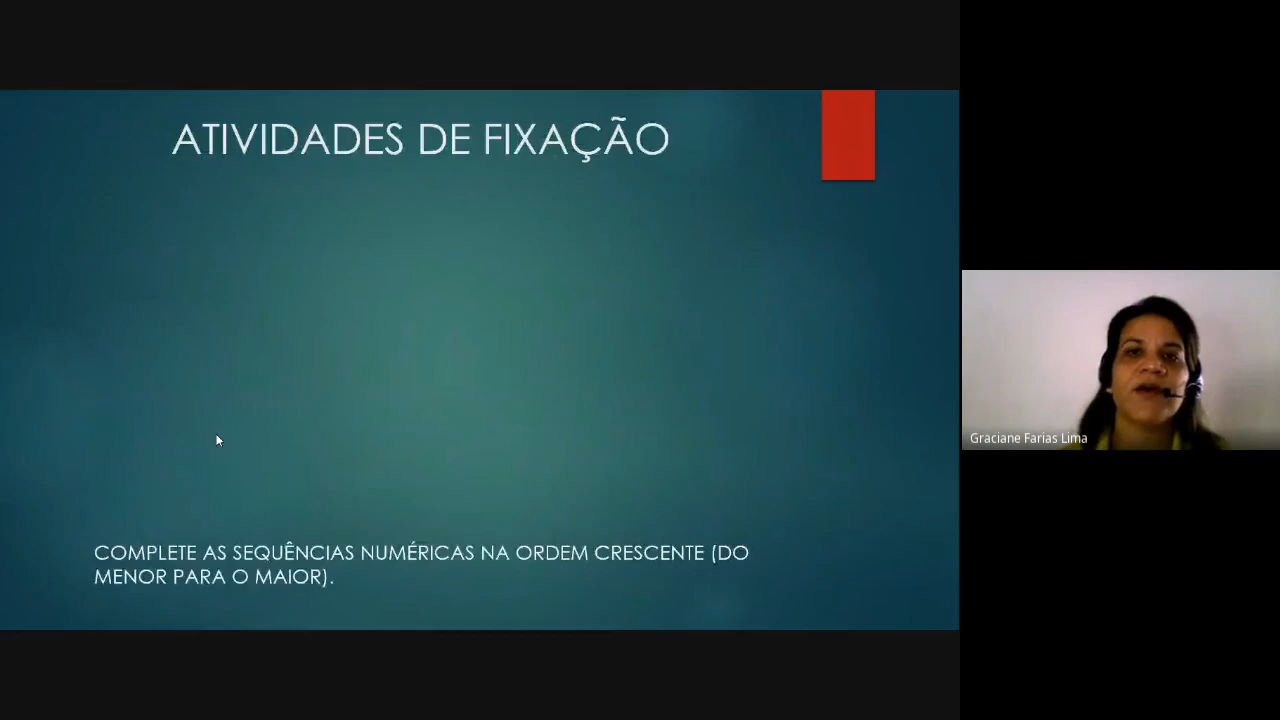 ATIVIDADES DE FIXAÇÃO
COMPLETE AS SEQUÊNCIAS NUMÉRICAS NA ORDEM CRESCENTE (DO
MENOR PARA O MAIOR).
Graciane Farias Lima